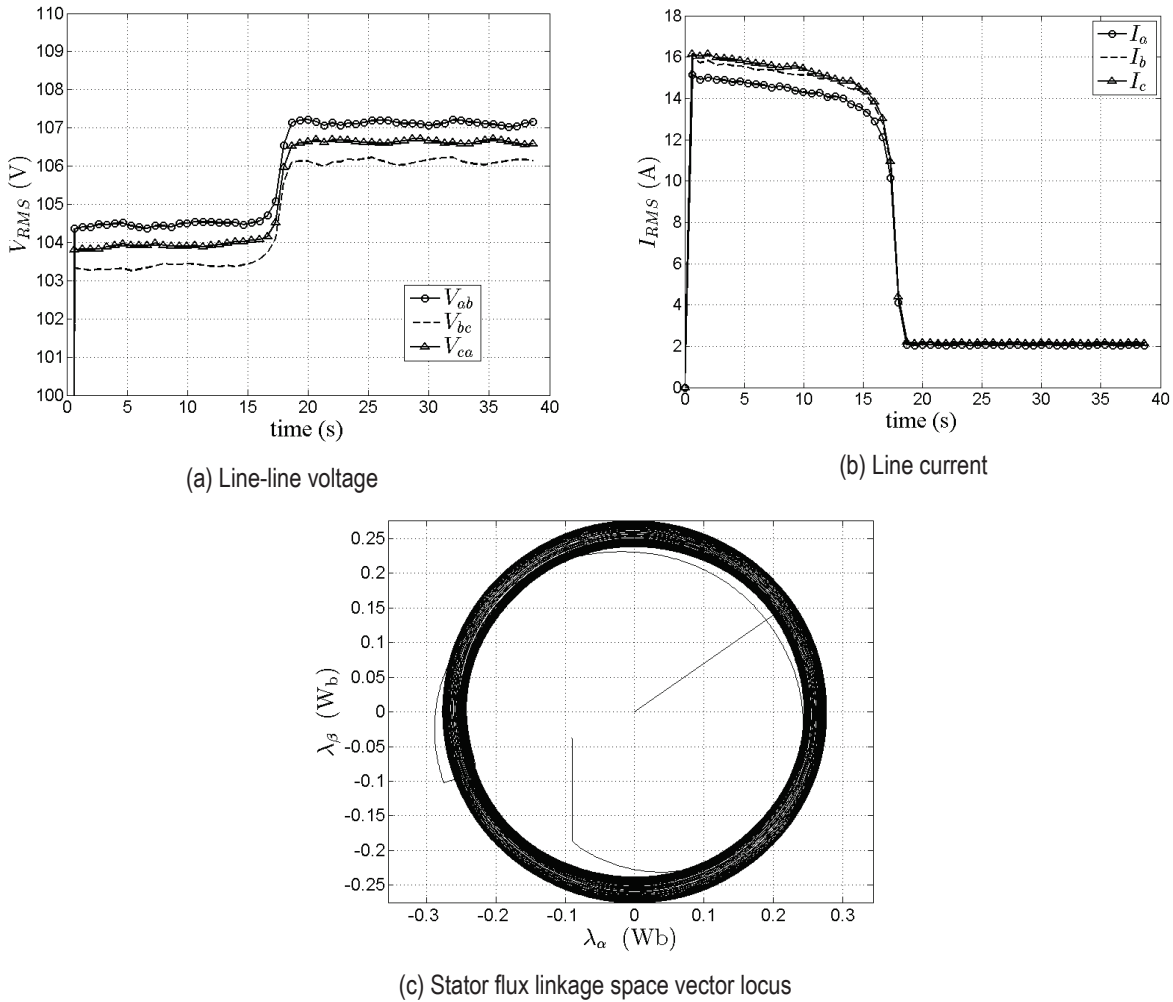 110
109
108
107
106
105
104
103
102
101
100
V_RMS (V)
0 5 10 15 20 25 30 35 40
time (s)
V_ab
V_bc
V_ca
(a) Line-line voltage
18
16
14
12
10
8
6
4
2
0
I_RMS (A)
0 5 10 15 20 25 30 35 40
time (s)
I_a
I_b
I_c
(b) Line current
0.25
0.2
0.15
0.1
0.05
0
-0.05
-0.1
-0.15
-0.2
-0.25
λ_β (Wb)
-0.3 -0.2 -0.1 0 0.1 0.2 0.3
λ_α (Wb)
(c) Stator flux linkage space vector locus